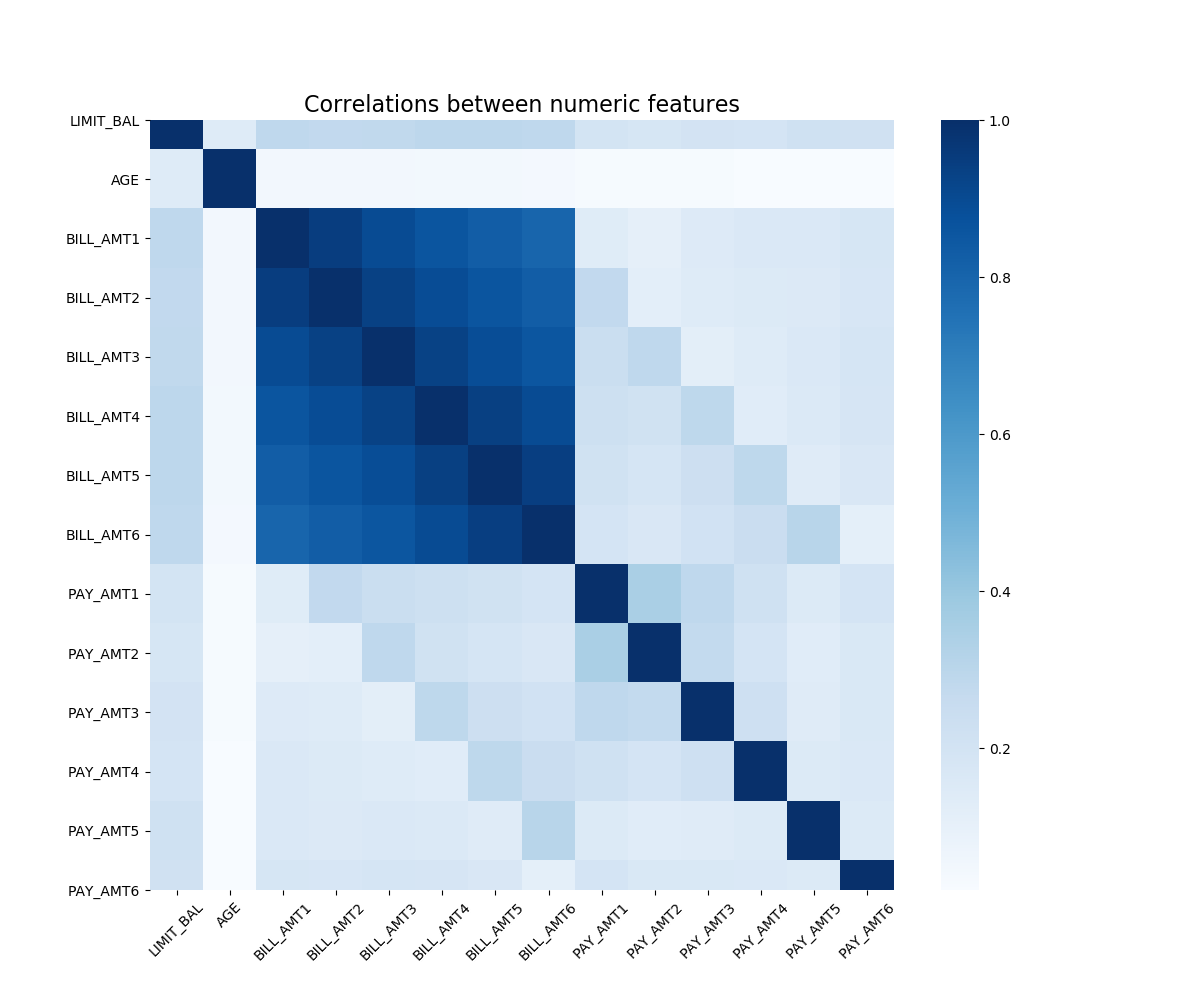 Correlations between numeric features
LIMIT_BAL
AGE
BILL_AMT1
BILL_AMT2
BILL_AMT3
BILL_AMT4
BILL_AMT5
BILL_AMT6
PAY_AMT1
PAY_AMT2
PAY_AMT3
PAY_AMT4
PAY_AMT5
PAY_AMT6
LIMIT_BAL
AGE
BILL_AMT1
BILL_AMT2
BILL_AMT3
BILL_AMT4
BILL_AMT5
BILL_AMT6
PAY_AMT1
PAY_AMT2
PAY_AMT3
PAY_AMT4
PAY_AMT5
PAY_AMT6
1.0
0.8
0.6
0.4
0.2